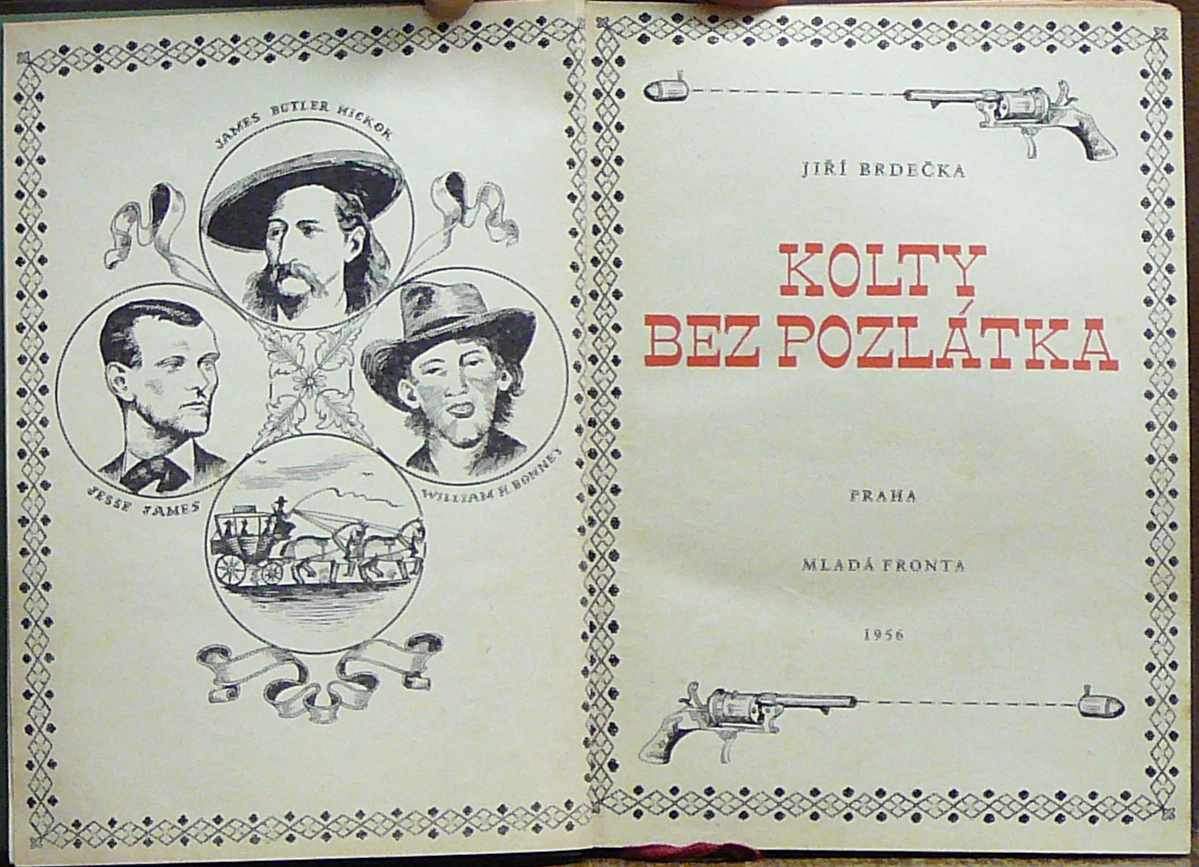 JAMES BUTLER HICKOK
JESSE JAMES
WILLIAM H. BONNEY
JIŘÍ BRDEČKA
KOLTY
BEZ POZLÁTKA
PRAHA
MLADÁ FRONTA
1956